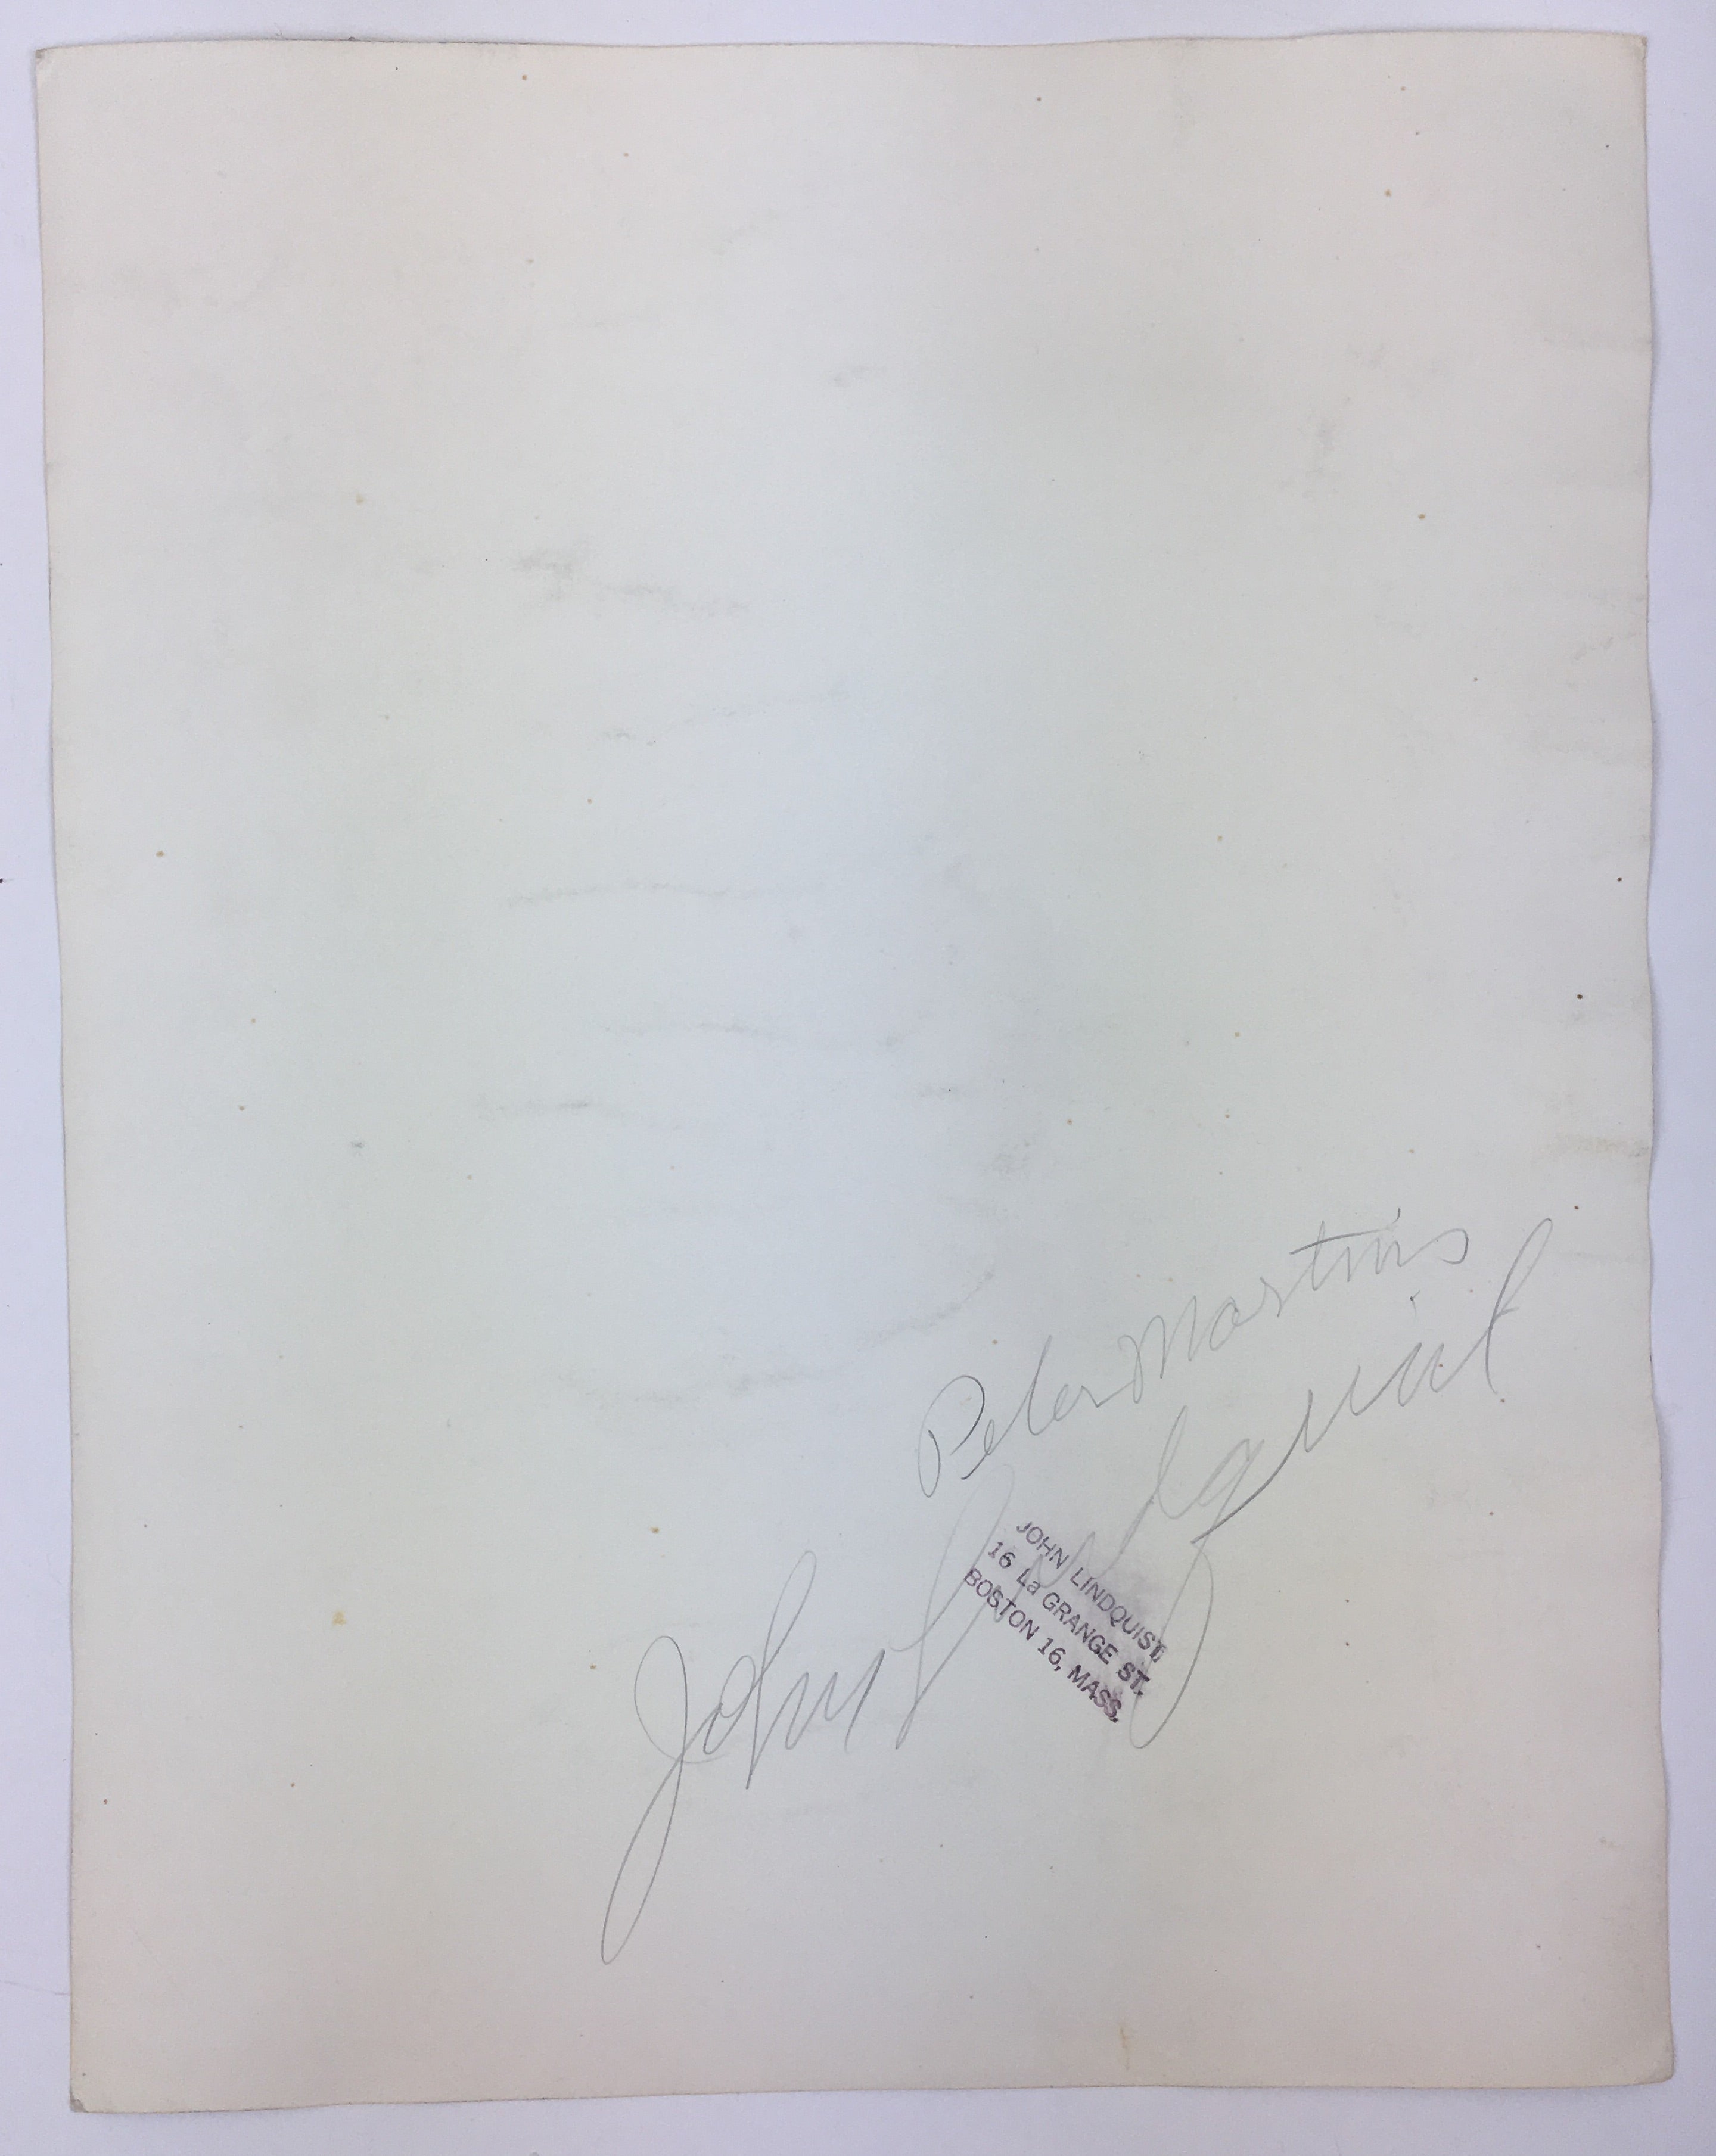 Peter Martins
John Lindquist
JOHN LINDQUIST
16 La GRANGE ST.
BOSTON 16, MASS.